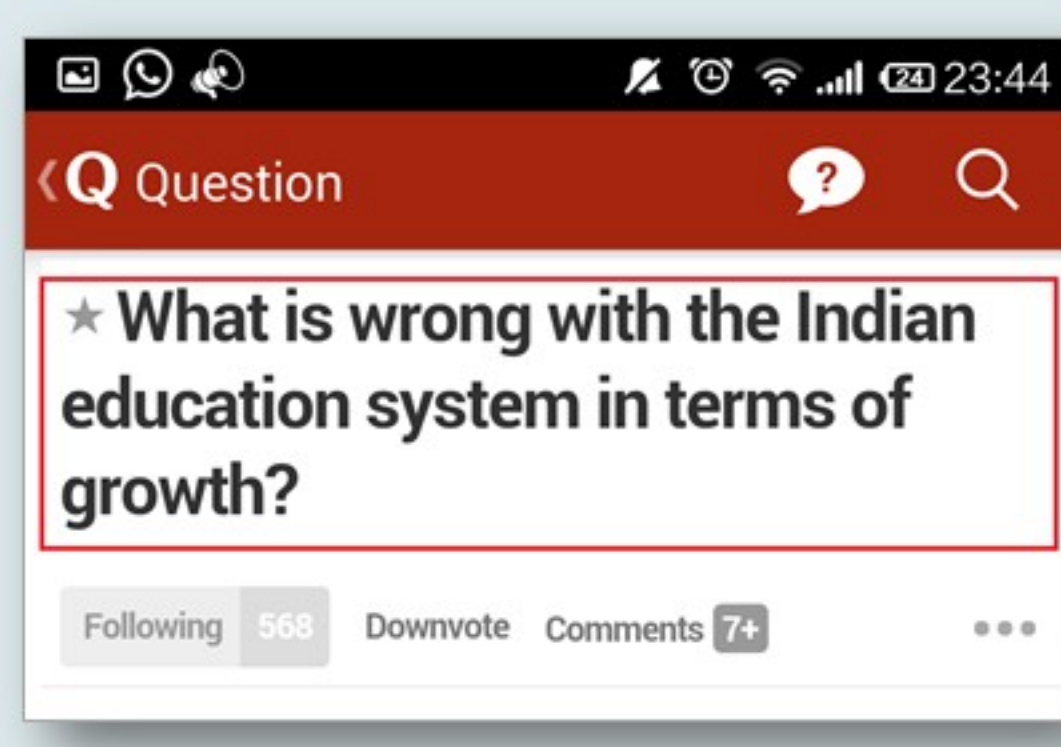 24 23:44
Q Question ?
★ What is wrong with the Indian
education system in terms of
growth?
Following 568 Downvote Comments 7+